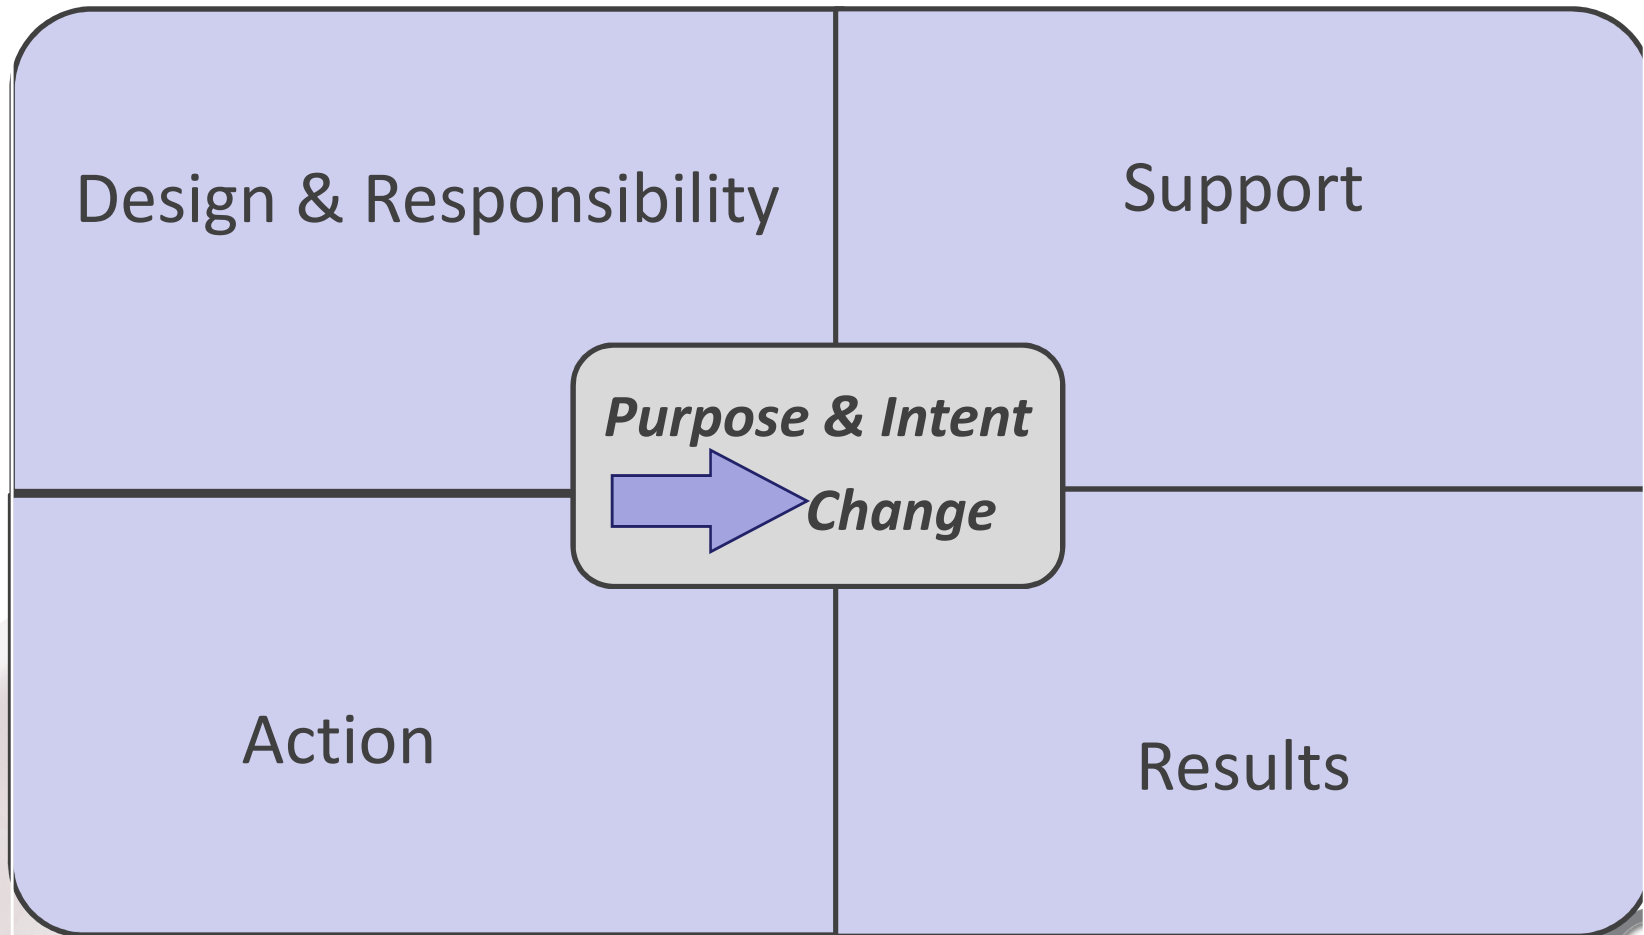 Design & Responsibility
Support
Purpose & Intent
Change
Action
Results